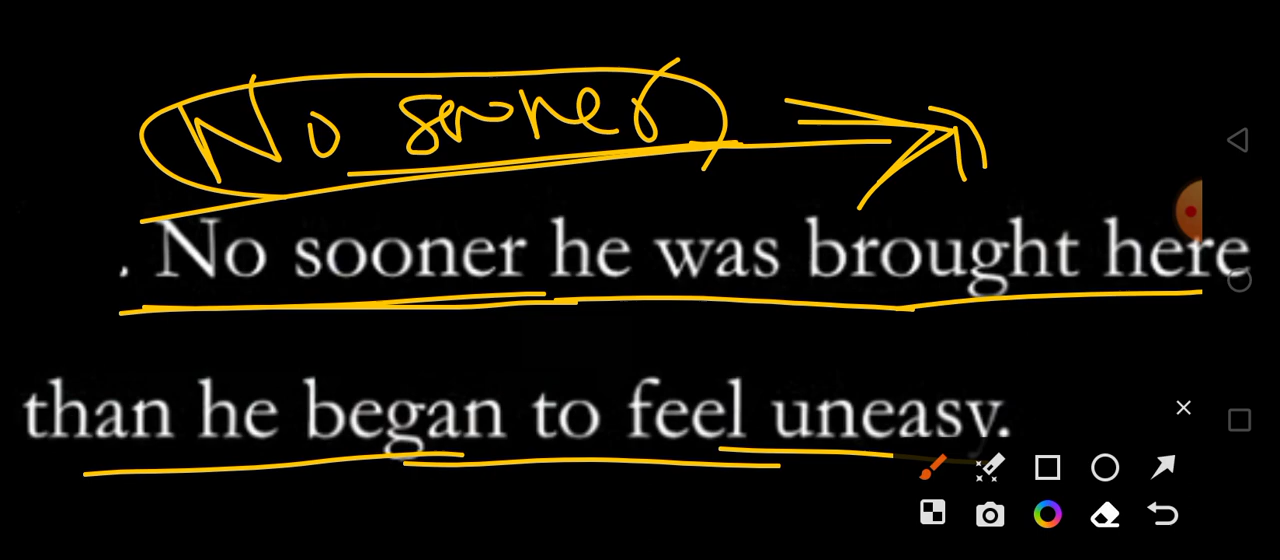 No sooner
. No sooner he was brought here
than he began to feel uneasy.